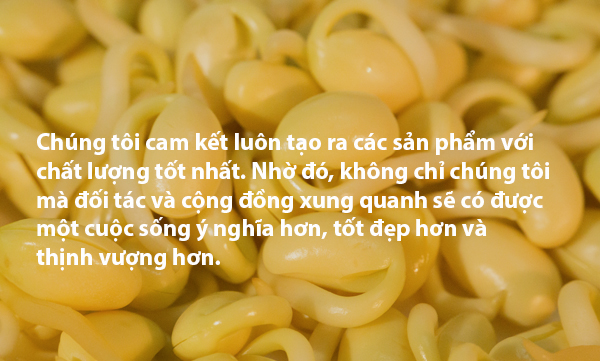 Chúng tôi cam kết luôn tạo ra các sản phẩm với
chất lượng tốt nhất. Nhờ đó, không chỉ chúng tôi
mà đối tác và cộng đồng xung quanh sẽ có được
một cuộc sống ý nghĩa hơn, tốt đẹp hơn và
thịnh vượng hơn.